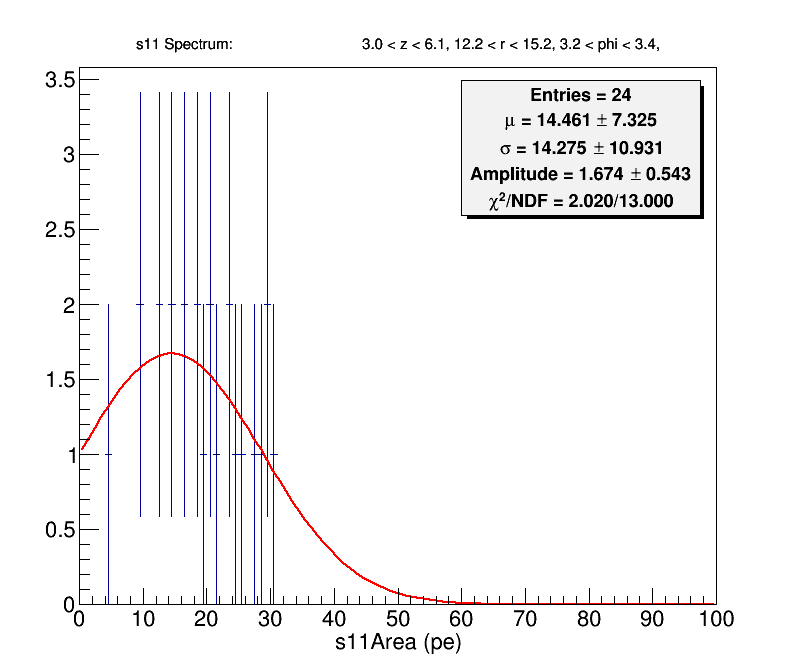 s11 Spectrum: 3.0 < z < 6.1, 12.2 < r < 15.2, 3.2 < phi < 3.4,
Entries = 24
μ = 14.461 ± 7.325
σ = 14.275 ± 10.931
Amplitude = 1.674 ± 0.543
χ²/NDF = 2.020/13.000
3.5
3
2.5
2
1.5
1
0.5
0
0 10 20 30 40 50 60 70 80 90 100
s11Area (pe)